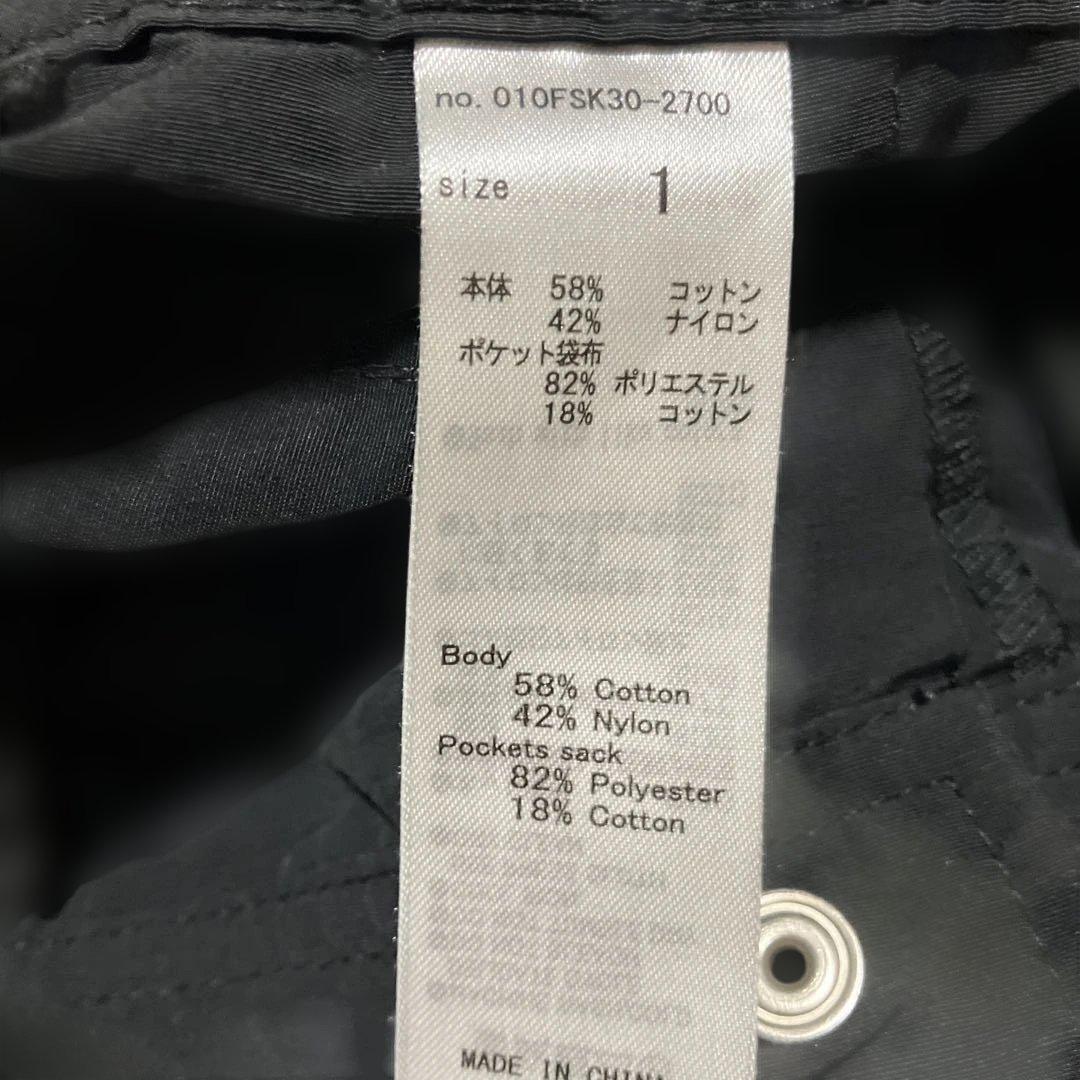 no. 010FSK30-2700
size 1
本体 58% コットン
42% ナイロン
ポケット袋布
82% ポリエステル
18% コットン
Body
58% Cotton
42% Nylon
Pockets sack
82% Polyester
18% Cotton
MADE IN CHINA